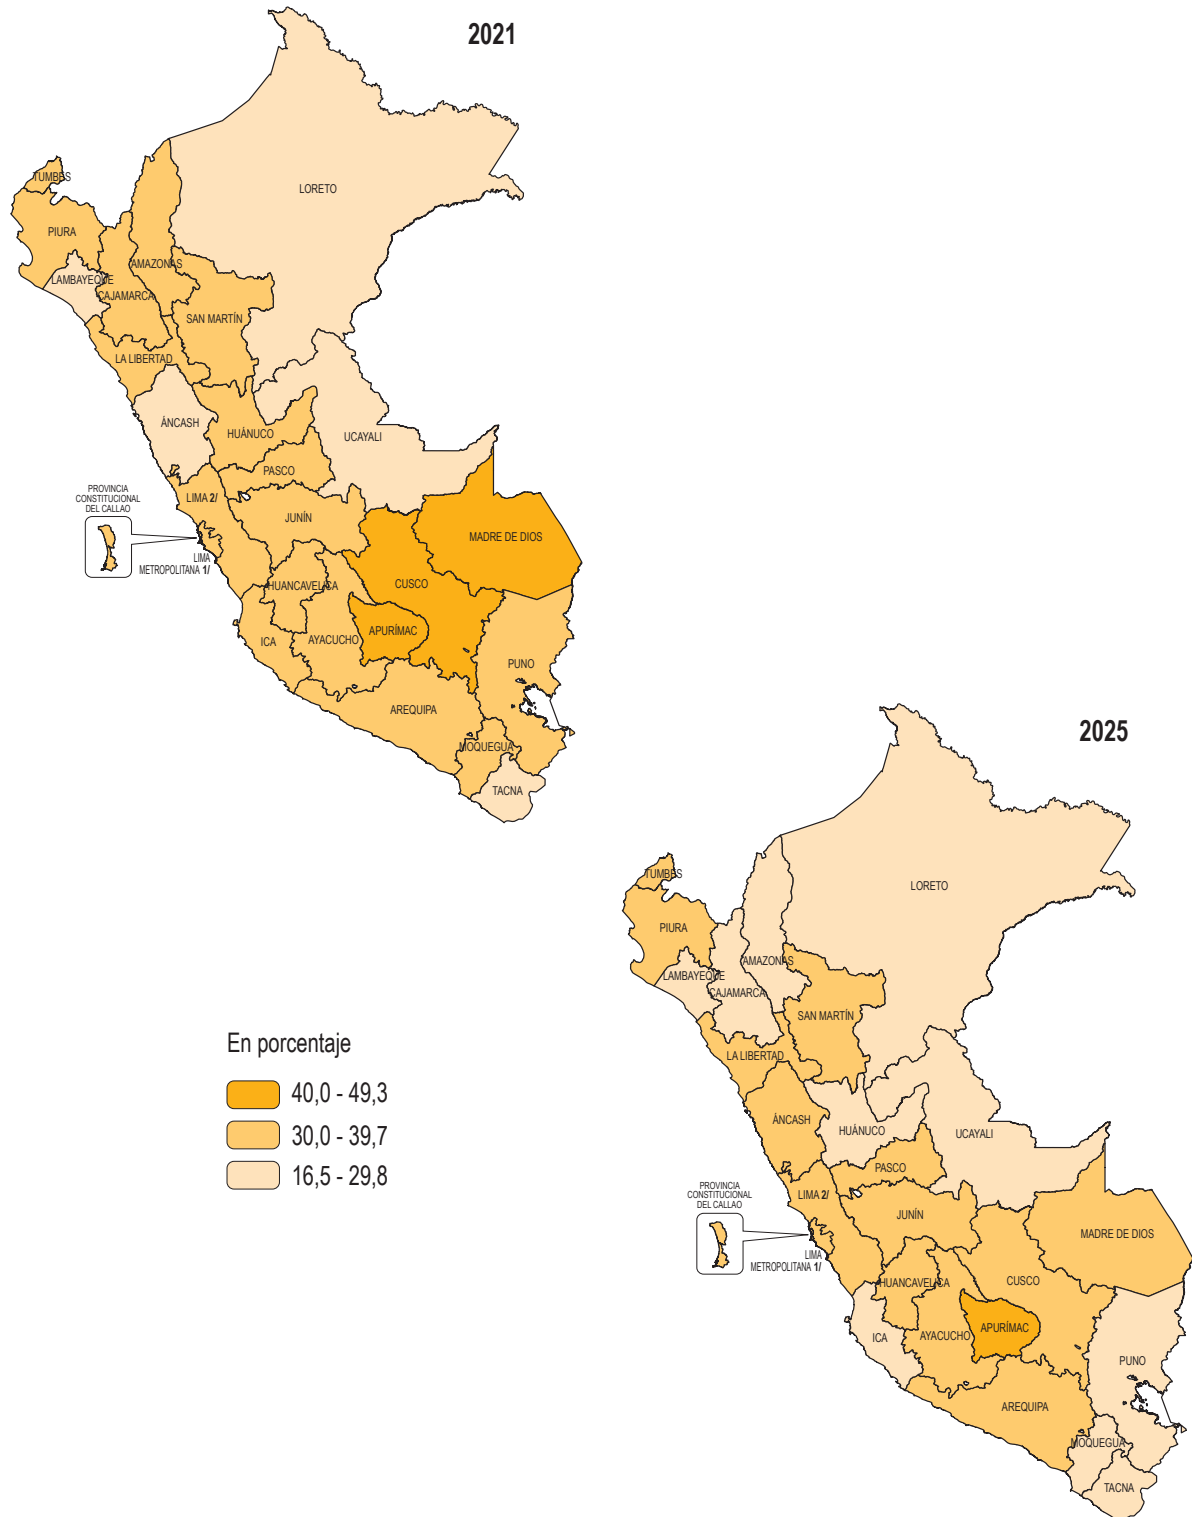 2021
LORETO
TUMBES
PIURA
AMAZONAS
LAMBAYEQUE
CAJAMARCA
SAN MARTÍN
LA LIBERTAD
ÁNCASH
HUÁNUCO
UCAYALI
PASCO
PROVINCIA
CONSTITUCIONAL
DEL CALLAO
LIMA 2/
JUNÍN
MADRE DE DIOS
LIMA
METROPOLITANA 1/
HUANCAVELICA
CUSCO
ICA
AYACUCHO
APURÍMAC
PUNO
AREQUIPA
MOQUEGUA
TACNA
2025
LORETO
TUMBES
PIURA
AMAZONAS
LAMBAYEQUE
CAJAMARCA
SAN MARTÍN
LA LIBERTAD
ÁNCASH
HUÁNUCO
UCAYALI
PASCO
PROVINCIA
CONSTITUCIONAL
DEL CALLAO
LIMA 2/
JUNÍN
MADRE DE DIOS
LIMA
METROPOLITANA 1/
HUANCAVELICA
CUSCO
ICA
AYACUCHO
APURÍMAC
PUNO
AREQUIPA
MOQUEGUA
TACNA
En porcentaje
40,0 - 49,3
30,0 - 39,7
16,5 - 29,8